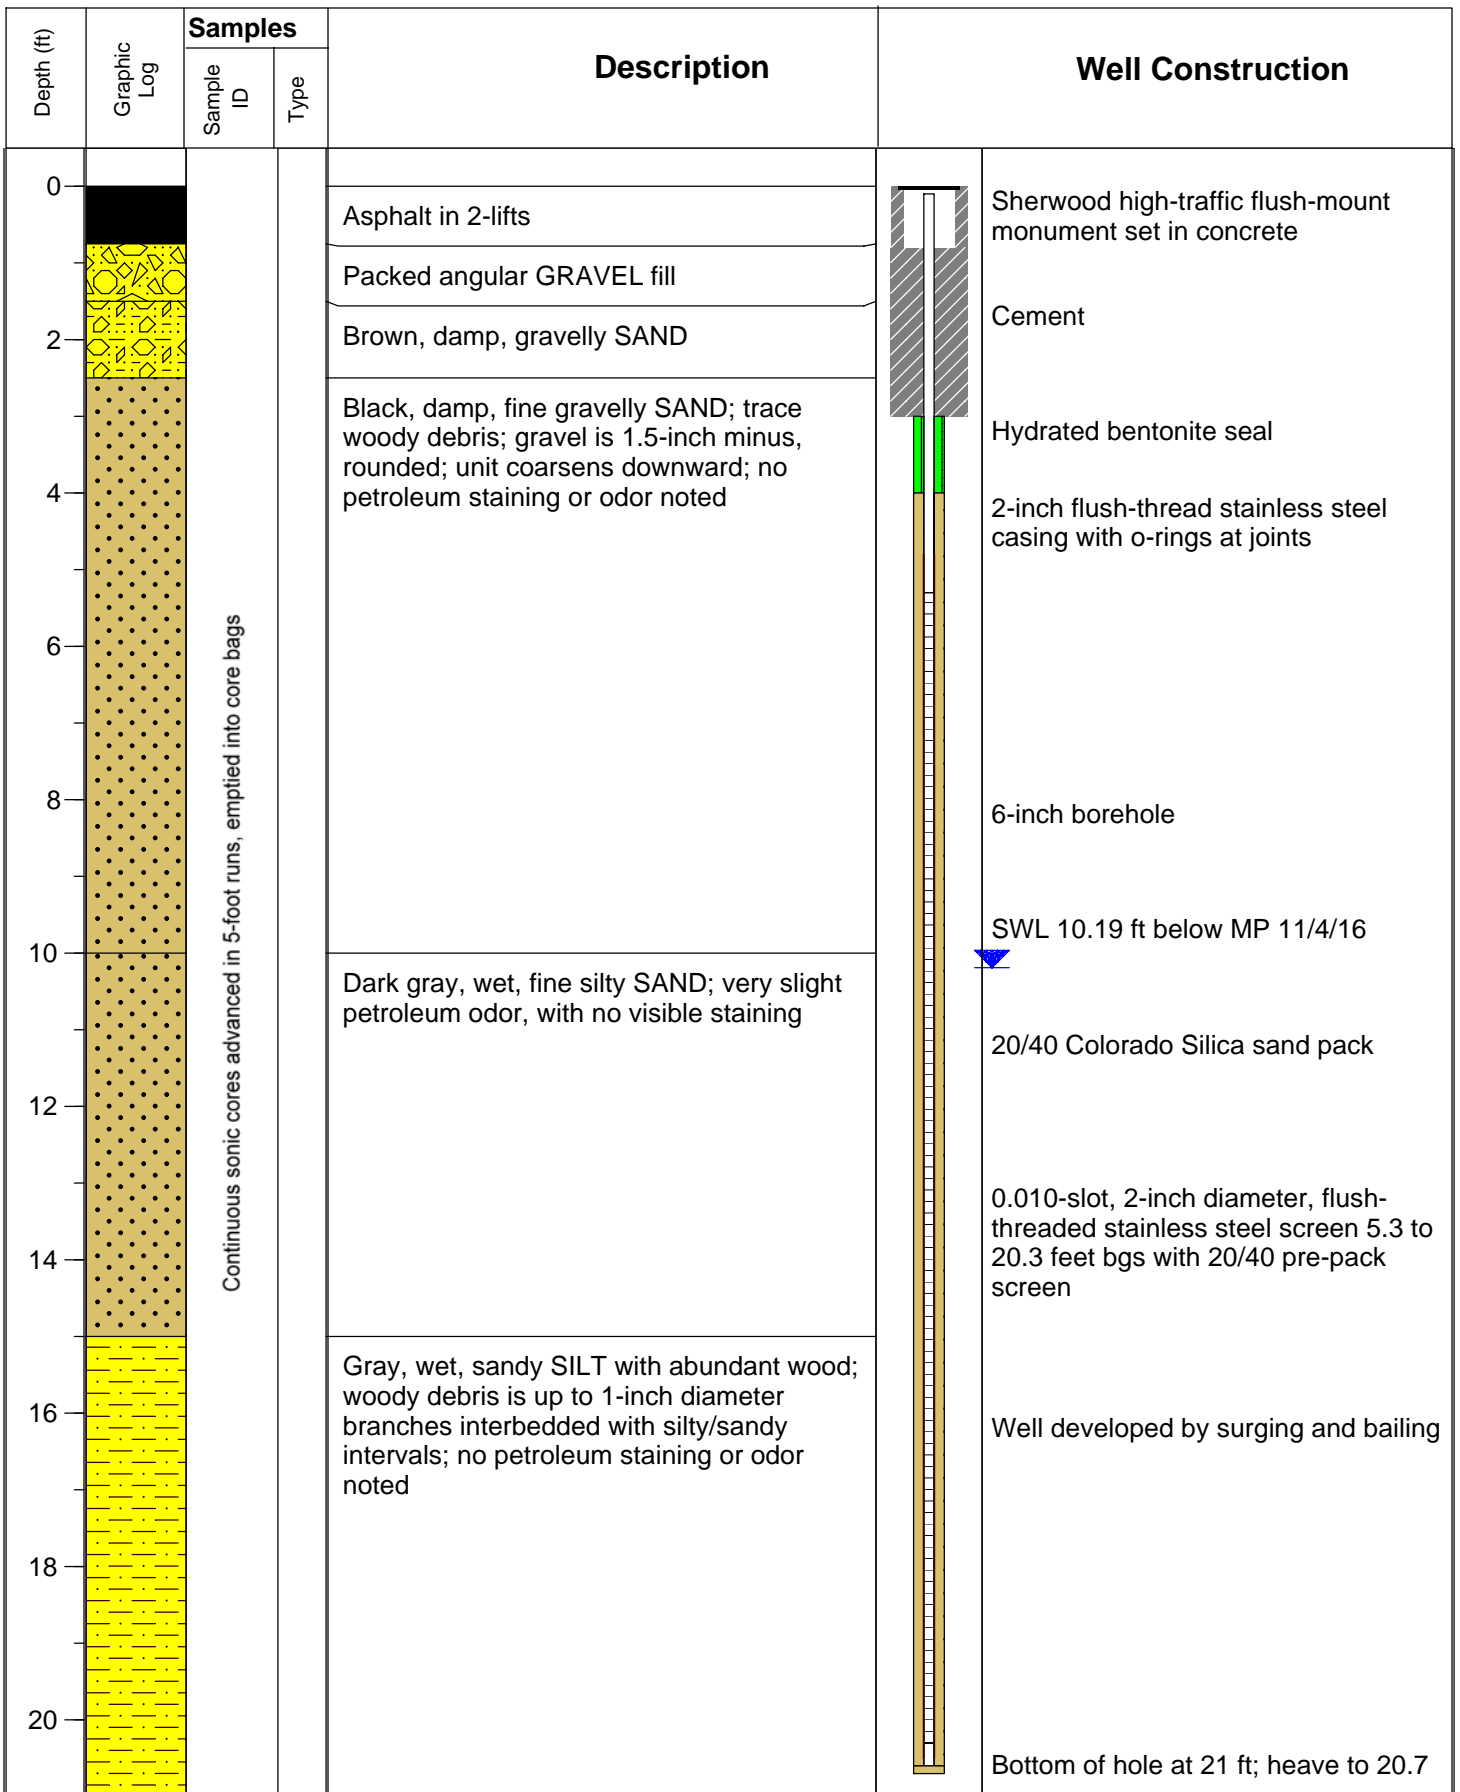 Depth (ft)
Graphic
Log
Samples
Sample
ID
Type
Description
Well Construction
0
2
4
6
8
10
12
14
16
18
20
Continuous sonic cores advanced in 5-foot runs, emptied into core bags
Asphalt in 2-lifts
Packed angular GRAVEL fill
Brown, damp, gravelly SAND
Black, damp, fine gravelly SAND; trace
woody debris; gravel is 1.5-inch minus,
rounded; unit coarsens downward; no
petroleum staining or odor noted
Dark gray, wet, fine silty SAND; very slight
petroleum odor, with no visible staining
Gray, wet, sandy SILT with abundant wood;
woody debris is up to 1-inch diameter
branches interbedded with silty/sandy
intervals; no petroleum staining or odor
noted
Sherwood high-traffic flush-mount
monument set in concrete
Cement
Hydrated bentonite seal
2-inch flush-thread stainless steel
casing with o-rings at joints
6-inch borehole
SWL 10.19 ft below MP 11/4/16
20/40 Colorado Silica sand pack
0.010-slot, 2-inch diameter, flush-
threaded stainless steel screen 5.3 to
20.3 feet bgs with 20/40 pre-pack
screen
Well developed by surging and bailing
Bottom of hole at 21 ft; heave to 20.7